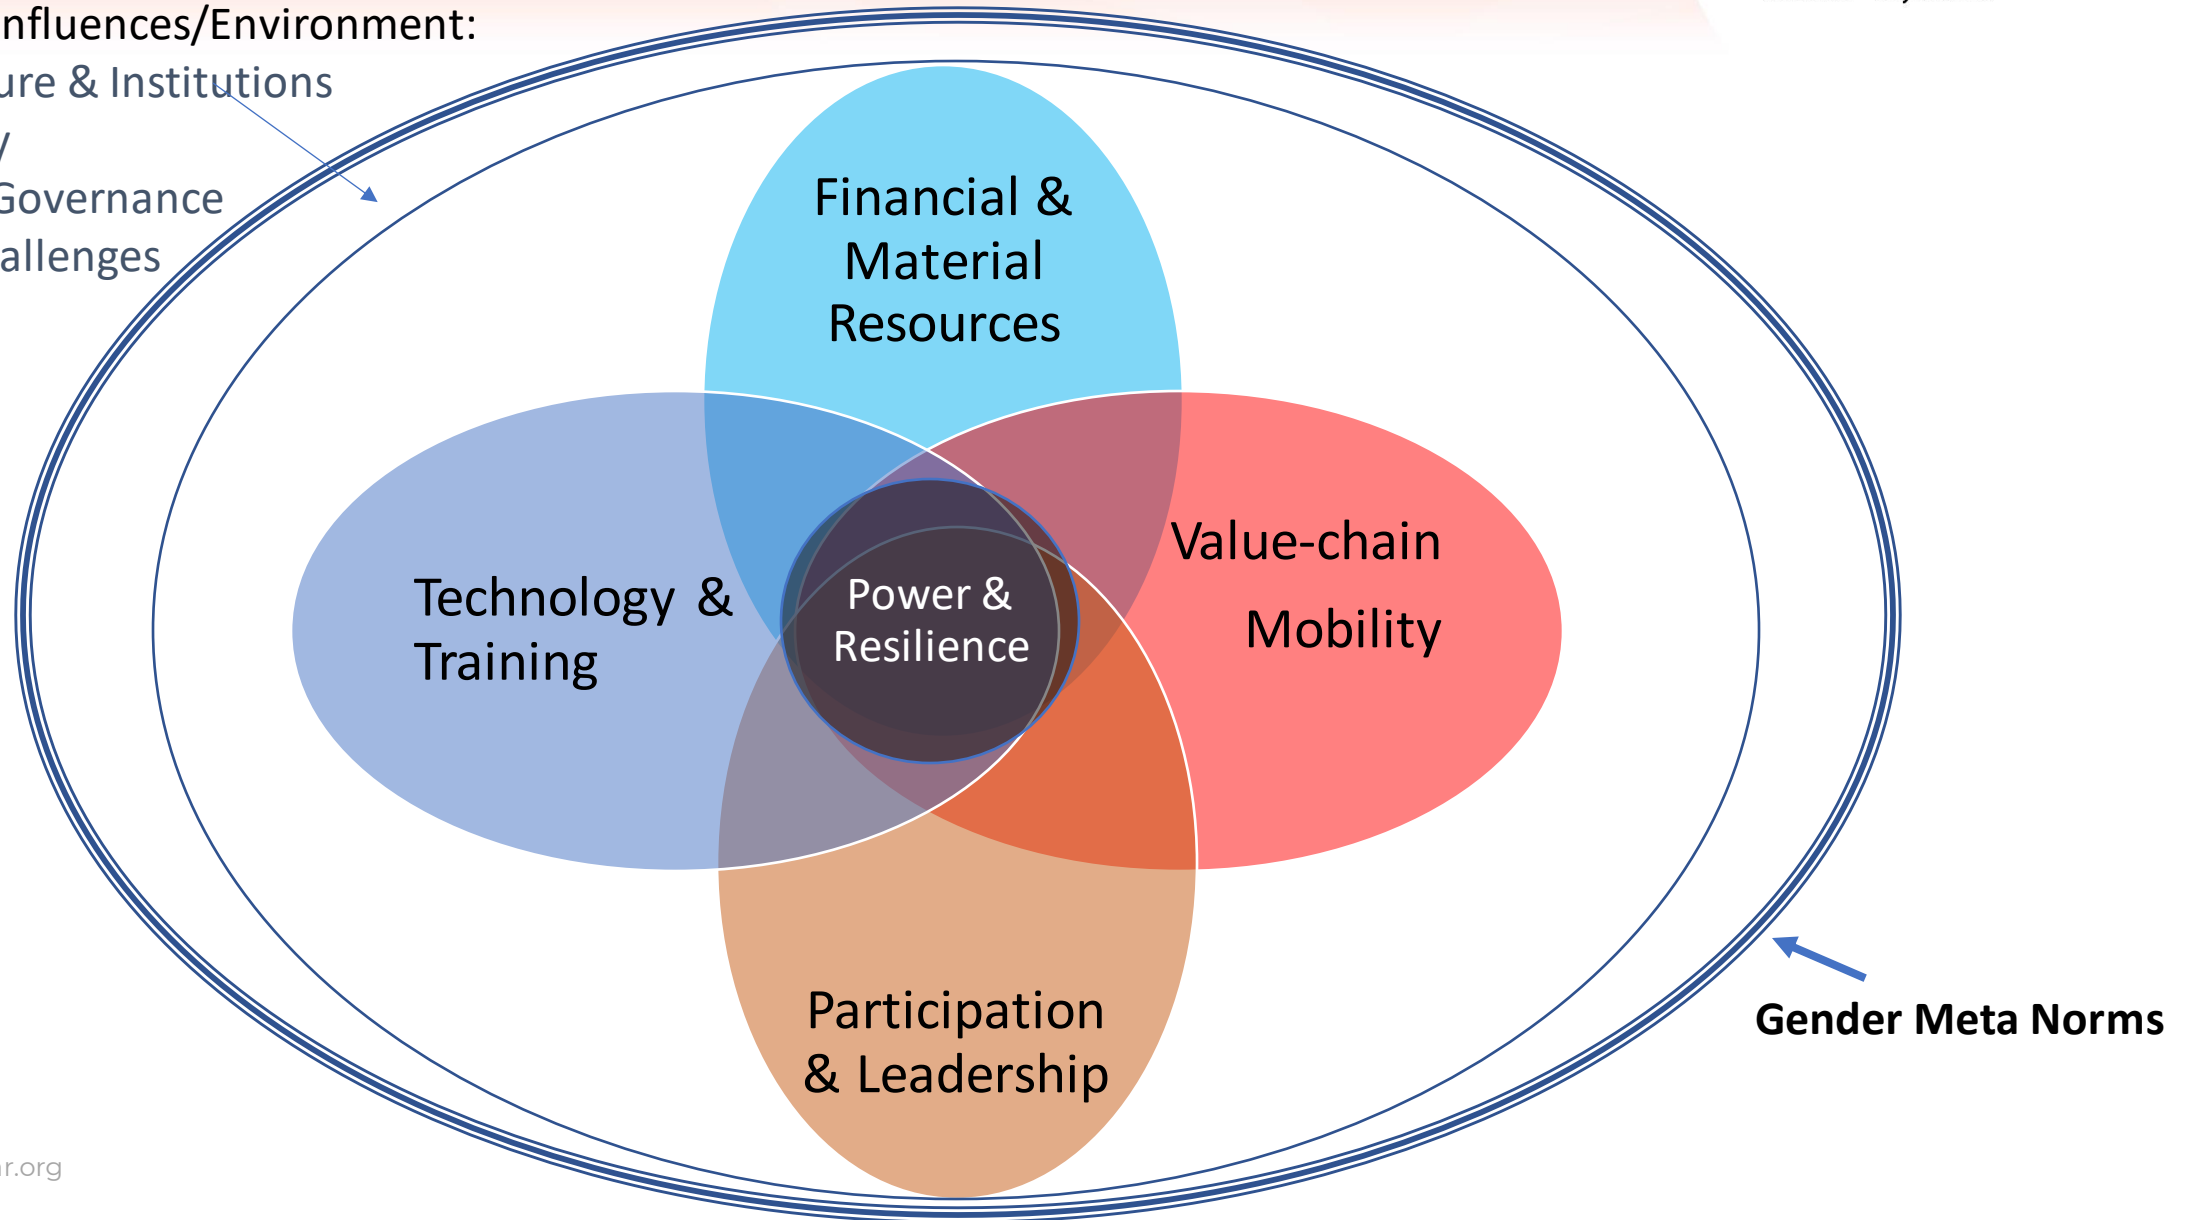 nfluences/Environment:
ure & Institutions
y
Governance
allenges
Financial &
Material
Resources
Value-chain
Mobility
Technology &
Training
Power &
Resilience
Participation
& Leadership
Gender Meta Norms
r.org